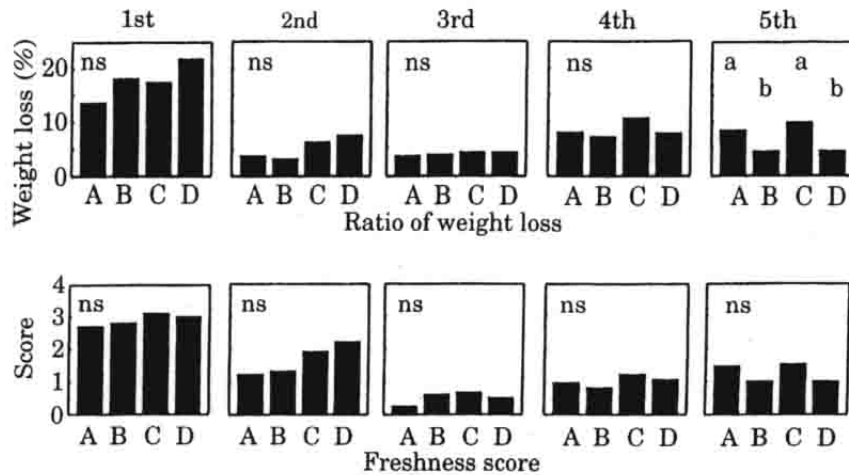 1st 2nd 3rd 4th 5th
Weight loss (%)
20
10
0
ns ns ns ns a b a b
A B C D A B C D A B C D A B C D A B C D
Ratio of weight loss
Score
4
3
2
1
0
ns ns ns ns ns
A B C D A B C D A B C D A B C D A B C D
Freshness score